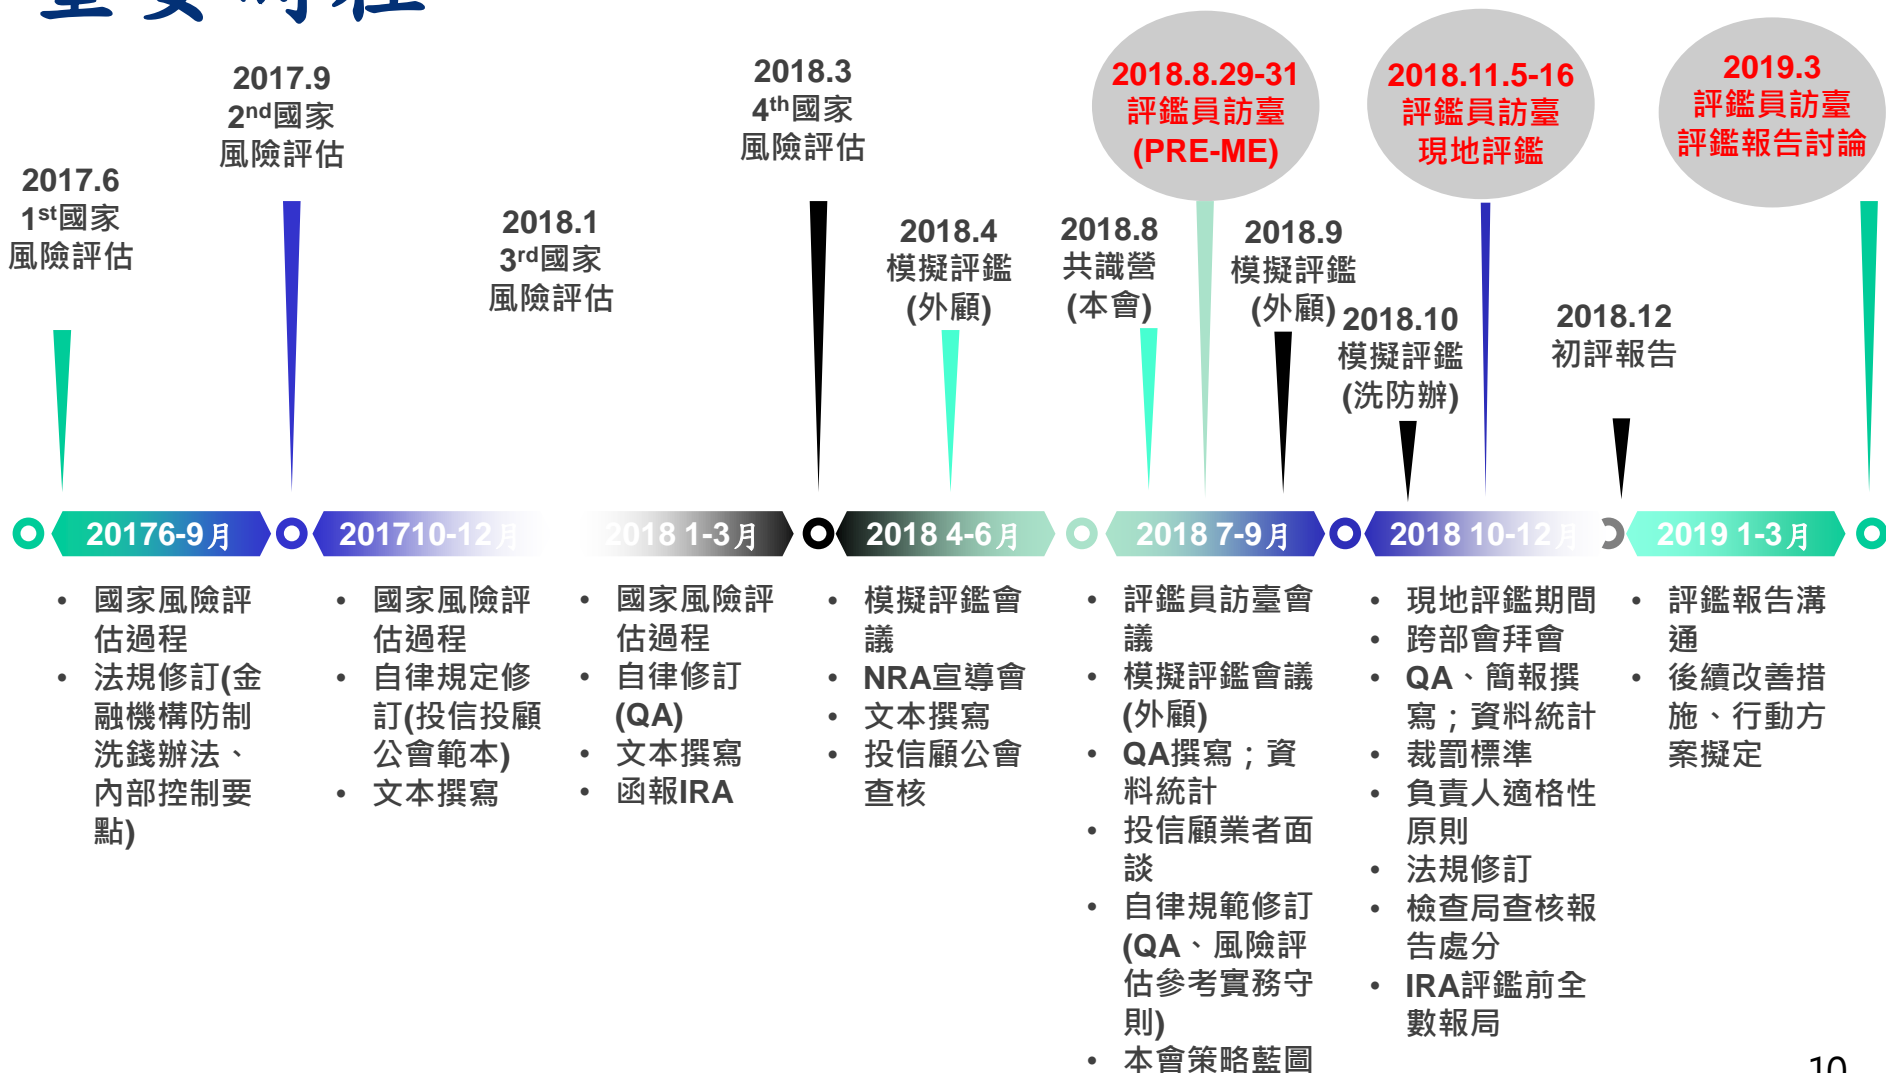 重要時程
2017.6
1st國家
風險評估
2017.9
2nd國家
風險評估
2018.1
3rd國家
風險評估
2018.3
4th國家
風險評估
2018.4
模擬評鑑
(外顧)
2018.8
共識營
(本會)
2018.8.29-31
評鑑員訪臺
(PRE-ME)
2018.9
模擬評鑑
(外顧)
2018.10
模擬評鑑
(洗防辦)
2018.11.5-16
評鑑員訪臺
現地評鑑
2018.12
初評報告
2019.3
評鑑員訪臺
評鑑報告討論
20176-9月
• 國家風險評
估過程
• 法規修訂(金
融機構防制
洗錢辦法、
內部控制要
點)
201710-12月
• 國家風險評
估過程
• 自律規定修
訂(投信投顧
公會範本)
• 文本撰寫
2018 1-3月
• 國家風險評
估過程
• 自律修訂
(QA)
• 文本撰寫
• 函報IRA
2018 4-6月
• 模擬評鑑會
議
• NRA宣導會
• 文本撰寫
• 投信顧公會
查核
2018 7-9月
• 評鑑員訪臺會
議
• 模擬評鑑會議
(外顧)
• QA撰寫；資
料統計
• 投信顧業者面
談
• 自律規範修訂
(QA、風險評
估參考實務守
則)
• 本會策略藍圖
2018 10-12月
• 現地評鑑期間
• 跨部會拜會
• QA、簡報撰
寫；資料統計
• 裁罰標準
• 負責人適格性
原則
• 法規修訂
• 檢查局查核報
告處分
• IRA評鑑前全
數報局
2019 1-3月
• 評鑑報告溝
通
• 後續改善措
施、行動方
案擬定
10